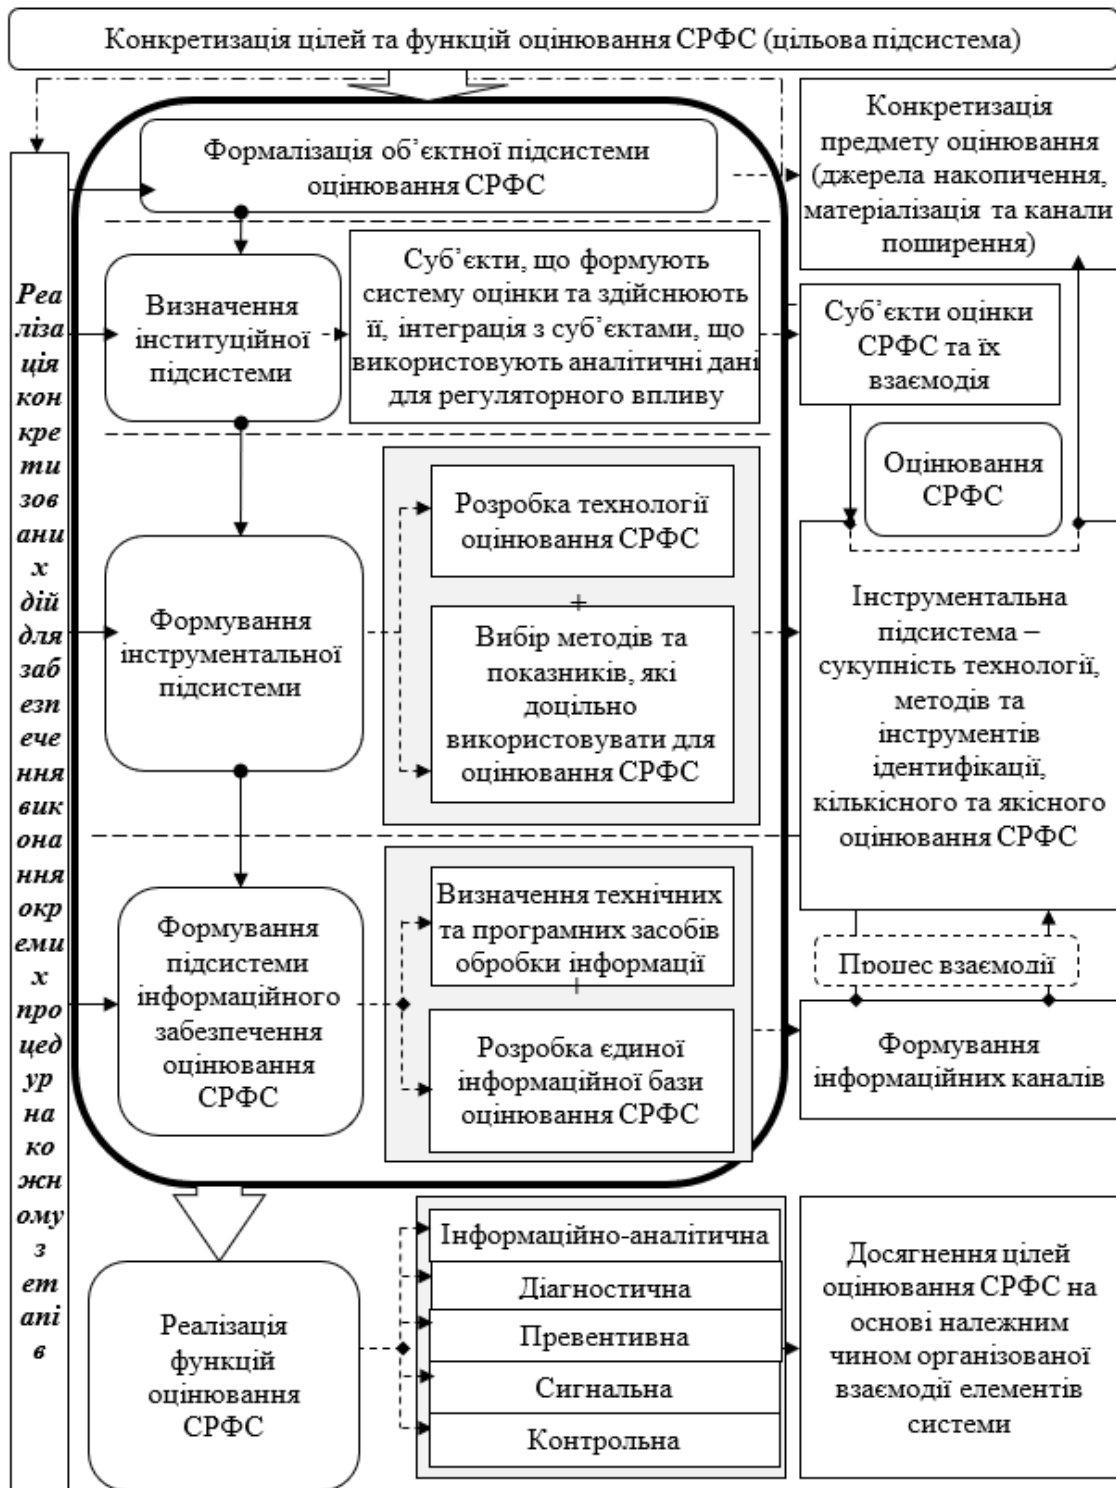 Конкретизація цілей та функцій оцінювання СРФС (цільова підсистема)
Формалізація об’єктної підсистеми
оцінювання СРФС
Конкретизація
предмету оцінювання
(джерела накопичення,
матеріалізація та канали
поширення)
Реа
ліза
ція
кон
кре
ти
зов
ани
х
дій
для
заб
езп
ече
ння
вик
она
ння
окр
еми
х
про
цед
ур
на
ко
жн
ому
з
ет
апі
в
Визначення
інституційної
підсистеми
Суб’єкти, що формують
систему оцінки та здійснюють
її, інтеграція з суб’єктами, що
використовують аналітичні дані
для регуляторного впливу
Суб’єкти оцінки
СРФС та їх
взаємодія
Оцінювання
СРФС
Формування
інструментальної
підсистеми
Розробка технології
оцінювання СРФС
+
Вибір методів та
показників, які
доцільно
використовувати для
оцінювання СРФС
Інструментальна
підсистема –
сукупність технології,
методів та
інструментів
ідентифікації,
кількісного та якісного
оцінювання СРФС
Процес взаємодії
Формування
підсистеми
інформаційного
забезпечення
оцінювання
СРФС
Визначення технічних
та програмних засобів
обробки інформації
+
Розробка єдиної
інформаційної бази
оцінювання СРФС
Формування
інформаційних каналів
Реалізація
функцій
оцінювання
СРФС
Інформаційно-аналітична
Діагностична
Превентивна
Сигнальна
Контрольна
Досягнення цілей
оцінювання СРФС на
основі належним
чином організованої
взаємодії елементів
системи